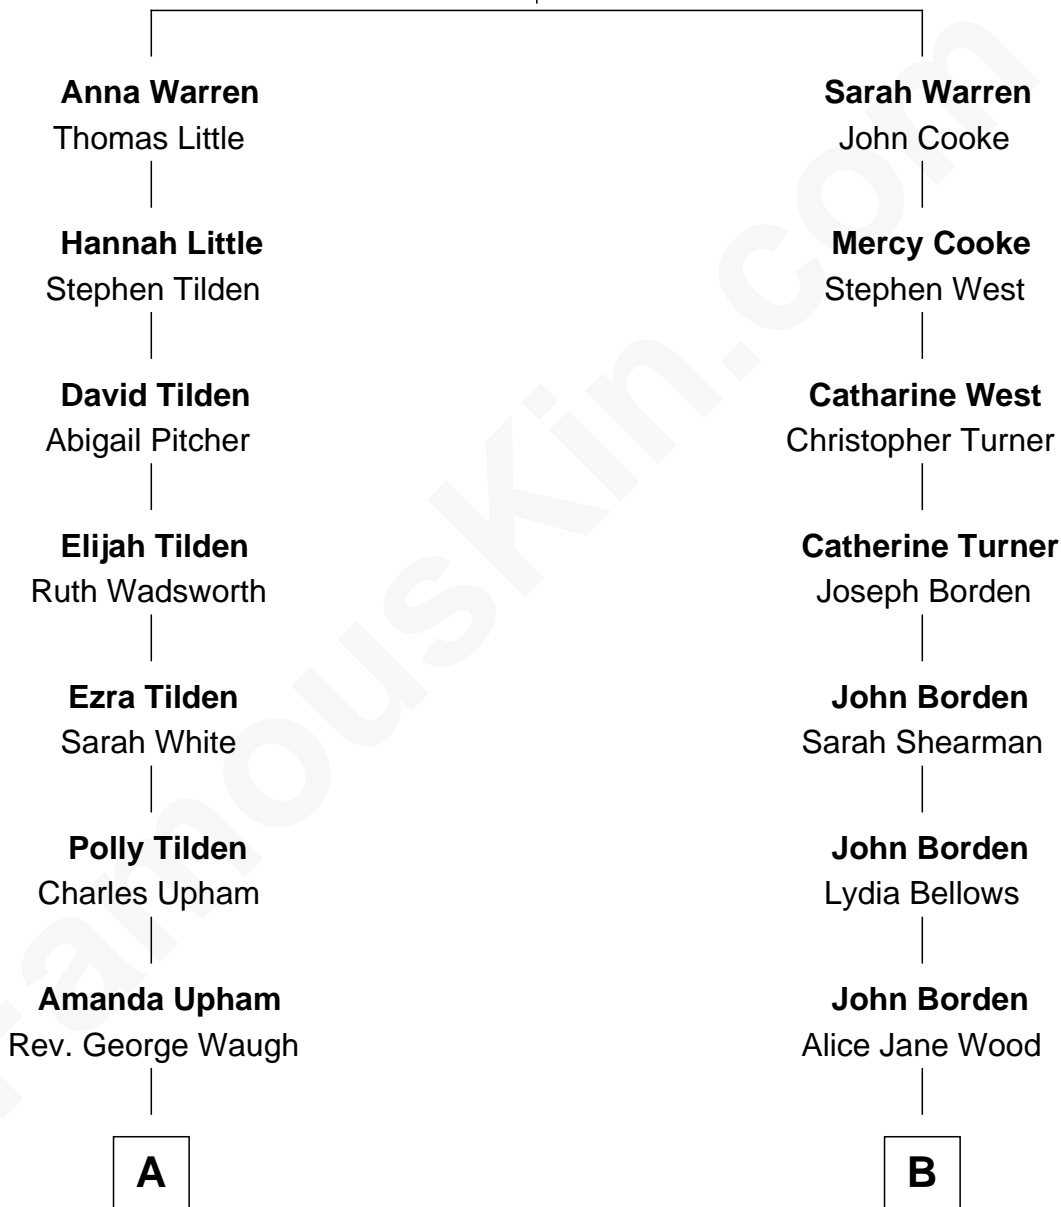 Anna Warren
Thomas Little
Hannah Little
Stephen Tilden
David Tilden
Abigail Pitcher
Elijah Tilden
Ruth Wadsworth
Ezra Tilden
Sarah White
Polly Tilden
Charles Upham
Amanda Upham
Rev. George Waugh
A
Sarah Warren
John Cooke
Mercy Cooke
Stephen West
Catharine West
Christopher Turner
Catherine Turner
Joseph Borden
John Borden
Sarah Shearman
John Borden
Lydia Bellows
John Borden
Alice Jane Wood
B
FamousKin.com